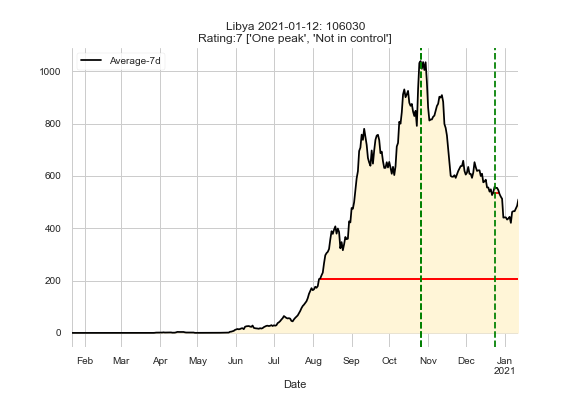 Libya 2021-01-12: 106030
Rating:7 ['One peak', 'Not in control']
Average-7d
1000
800
600
400
200
0
Feb Mar Apr May Jun Jul Aug Sep Oct Nov Dec Jan
2021
Date